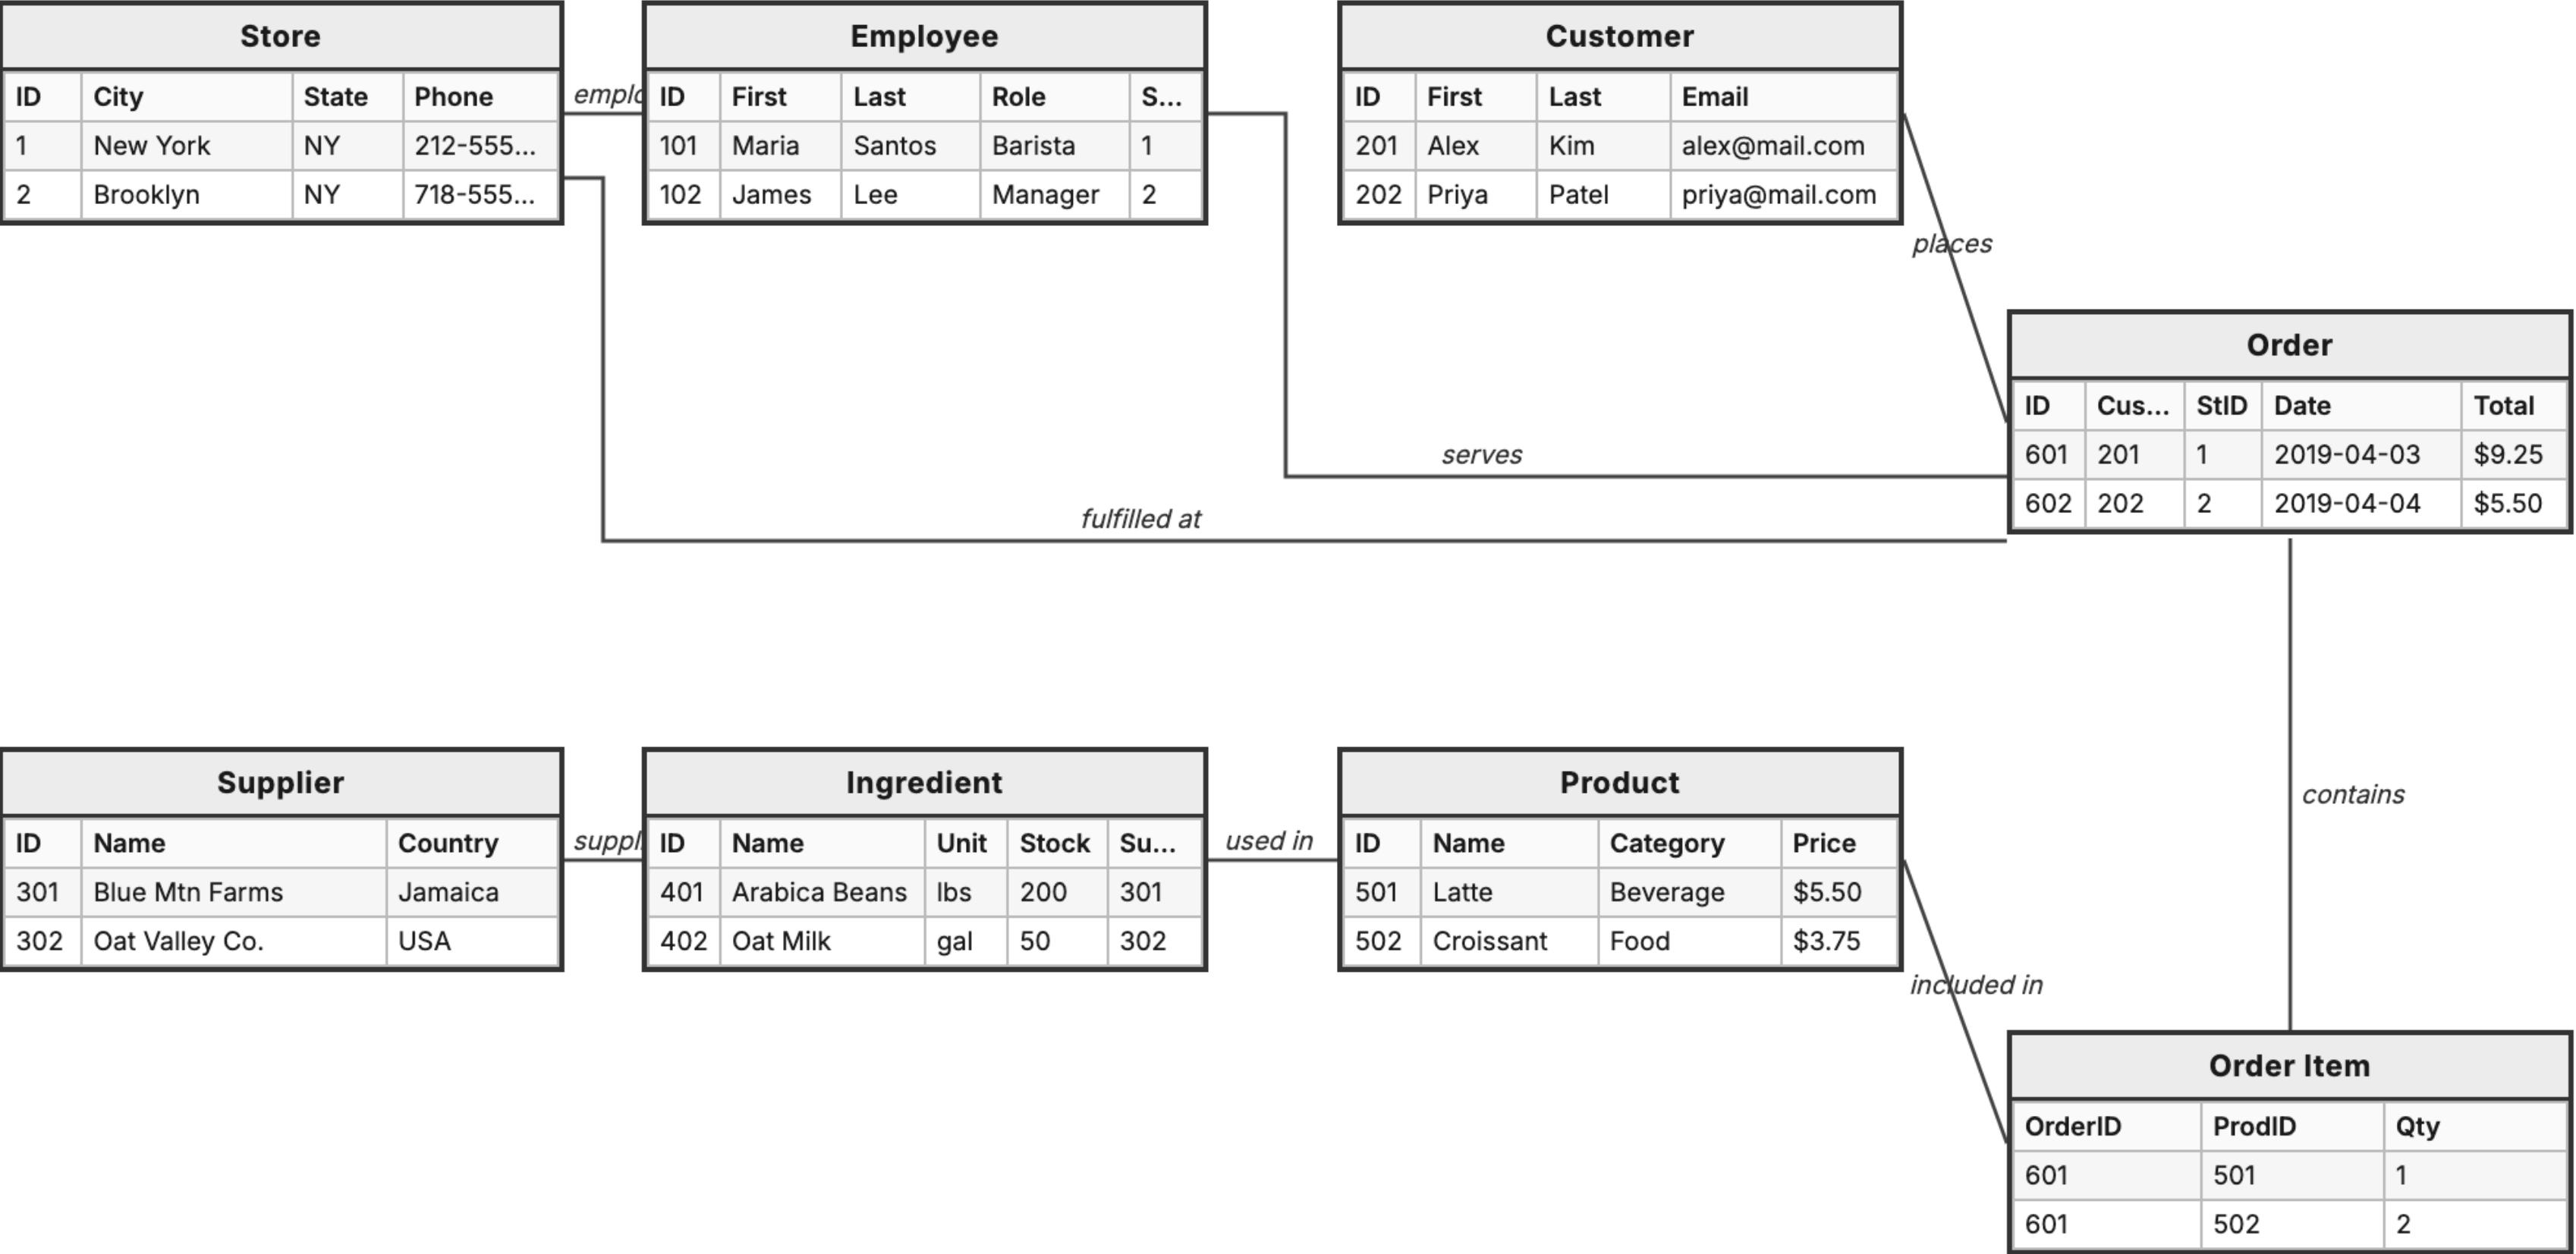 Store
ID City State Phone
1 New York NY 212-555...
2 Brooklyn NY 718-555...
emplo
Employee
ID First Last Role S...
101 Maria Santos Barista 1
102 James Lee Manager 2
Customer
ID First Last Email
201 Alex Kim alex@mail.com
202 Priya Patel priya@mail.com
places
Order
ID Cus... StID Date Total
601 201 1 2019-04-03 $9.25
602 202 2 2019-04-04 $5.50
serves
fulfilled at
contains
Supplier
ID Name Country
301 Blue Mtn Farms Jamaica
302 Oat Valley Co. USA
suppl
Ingredient
ID Name Unit Stock Su...
401 Arabica Beans lbs 200 301
402 Oat Milk gal 50 302
used in
Product
ID Name Category Price
501 Latte Beverage $5.50
502 Croissant Food $3.75
included in
Order Item
OrderID ProdID Qty
601 501 1
601 502 2